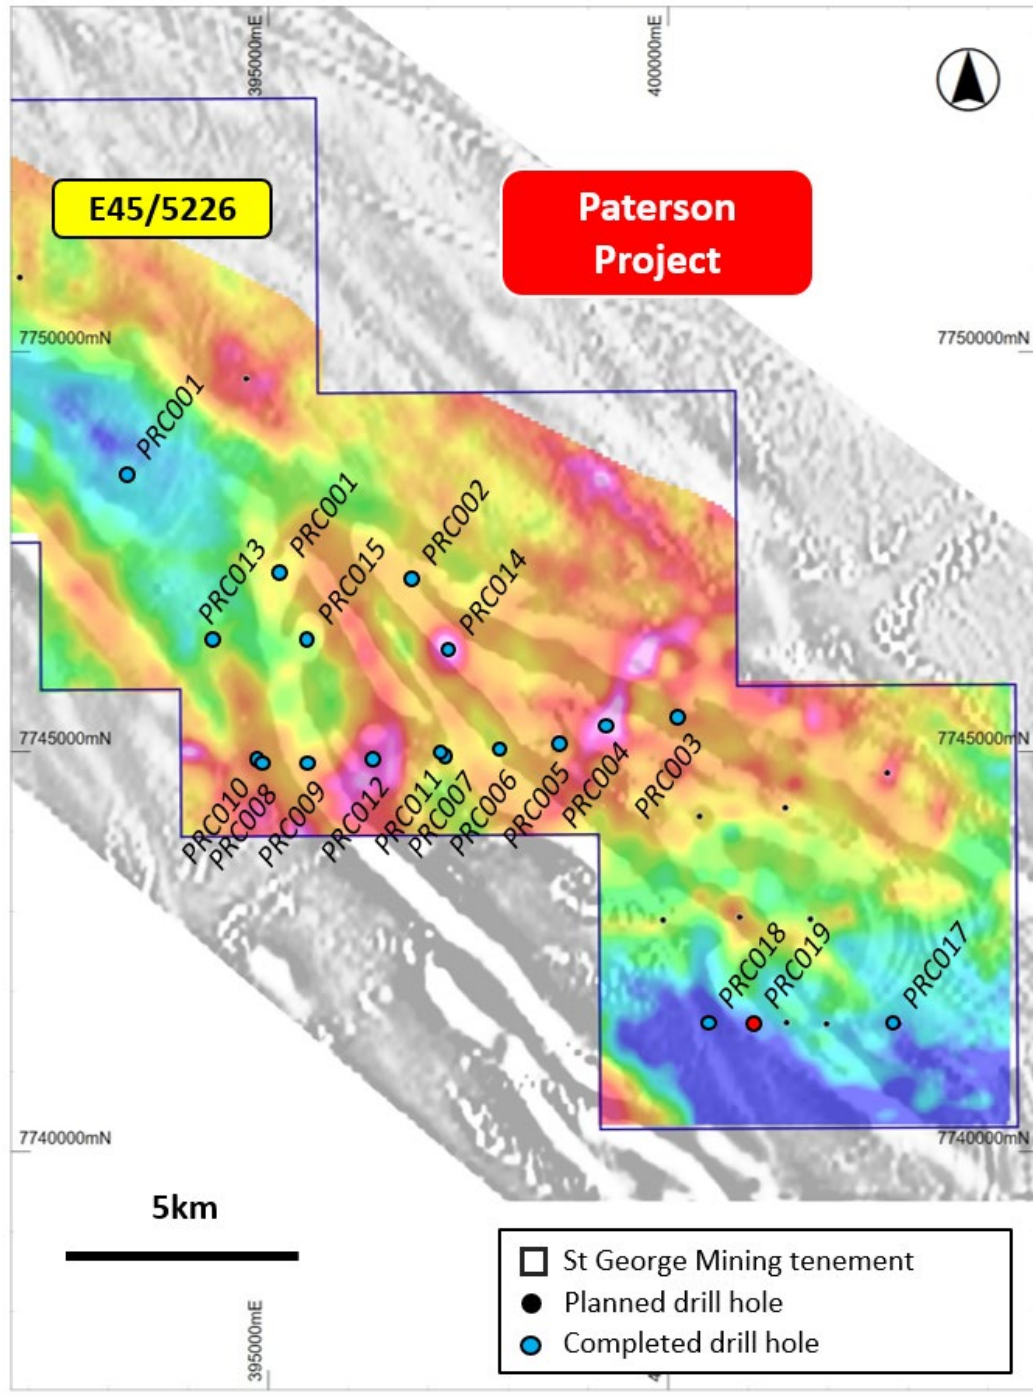 395000mE
400000mE
E45/5226
Paterson
Project
7750000mN
7750000mN
PRC001
PRC001
PRC002
PRC013
PRC015
PRC014
7745000mN
7745000mN
PRC010
PRC008
PRC009
PRC012
PRC011
PRC007
PRC006
PRC005
PRC004
PRC003
PRC018
PRC019
PRC017
7740000mN
7740000mN
5km
395000mE
St George Mining tenement
Planned drill hole
Completed drill hole